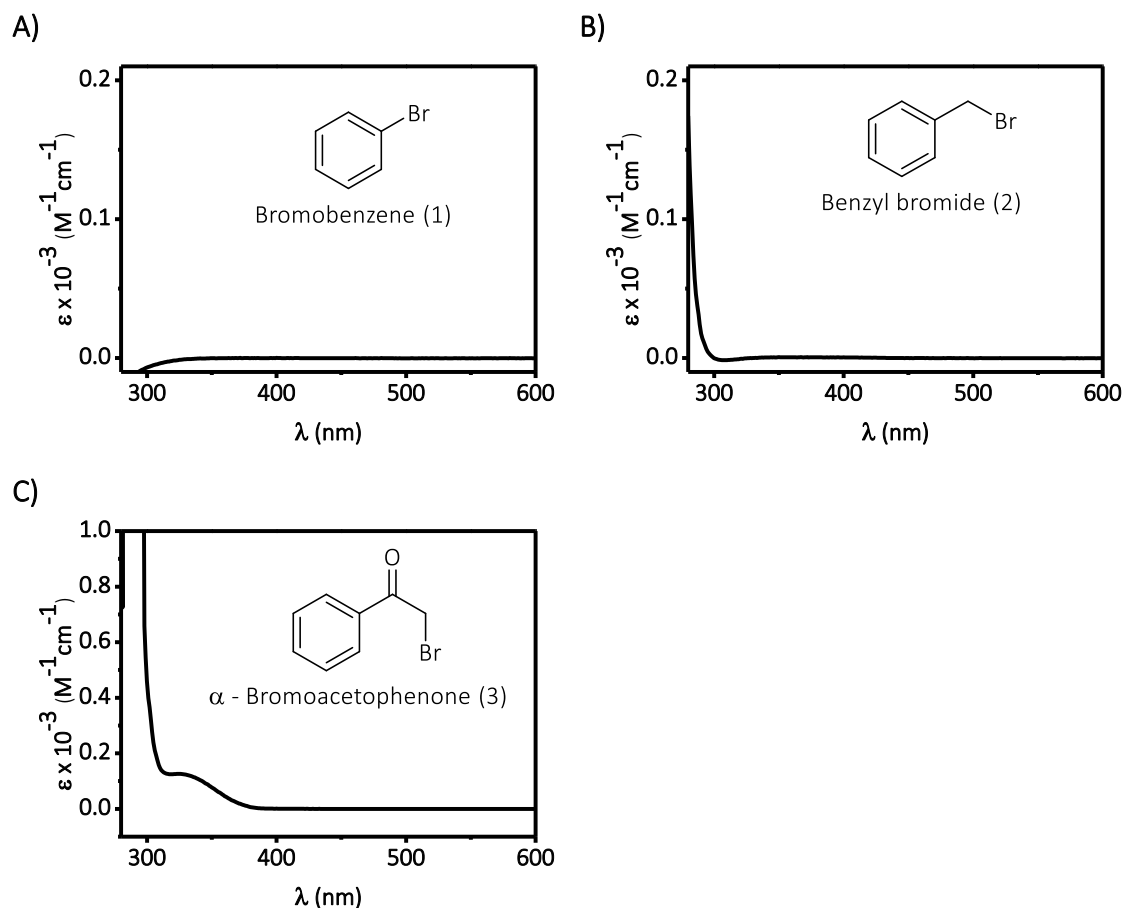 A)
0.2
0.1
0.0
ε x 10⁻³ (M⁻¹cm⁻¹)
Br
Bromobenzene (1)
300 400 500 600
λ (nm)
B)
0.2
0.1
0.0
ε x 10⁻³ (M⁻¹cm⁻¹)
Br
Benzyl bromide (2)
300 400 500 600
λ (nm)
C)
1.0
0.8
0.6
0.4
0.2
0.0
ε x 10⁻³ (M⁻¹cm⁻¹)
O
Br
α - Bromoacetophenone (3)
300 400 500 600
λ (nm)